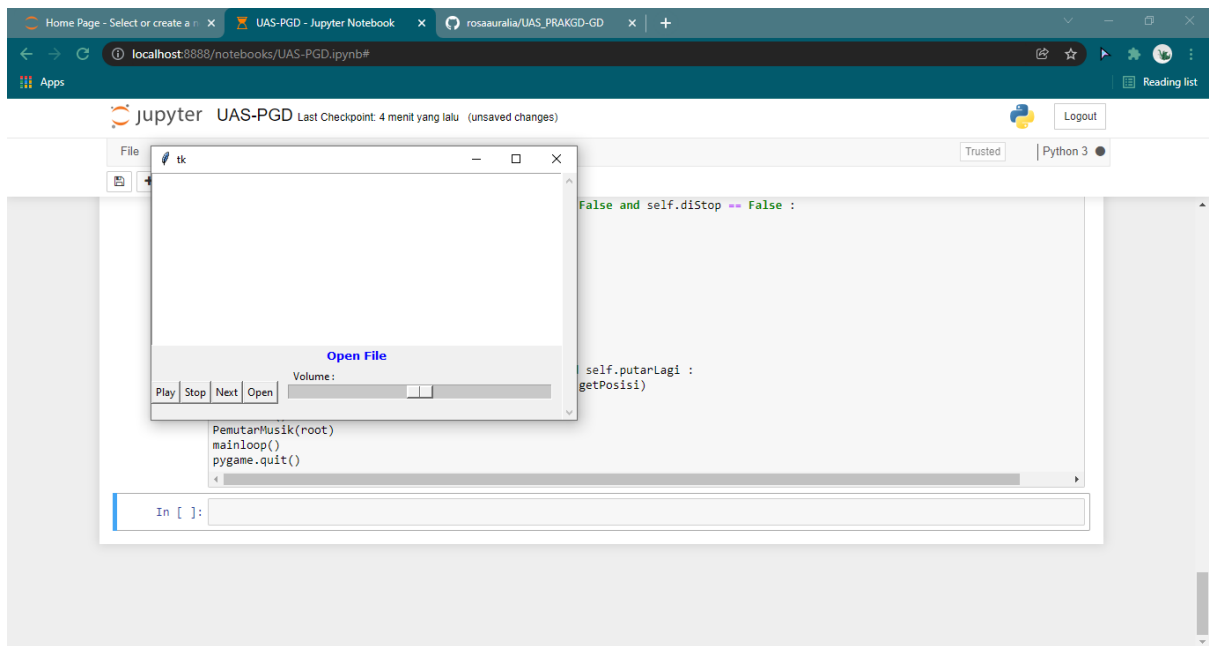 Home Page - Select or create a n
UAS-PGD - Jupyter Notebook
rosaauralia/UAS_PRAKGD-GD
localhost:8888/notebooks/UAS-PGD.ipynb#
Apps
Reading list
jupyter UAS-PGD Last Checkpoint: 4 menit yang lalu (unsaved changes)
Logout
File
Trusted
Python 3
tk
False and self.diStop == False :
Open File
Volume:
Play Stop Next Open
self.putarLagi :
getPosisi)
PemutarMusik(root)
mainloop()
pygame.quit()
In [ ]: